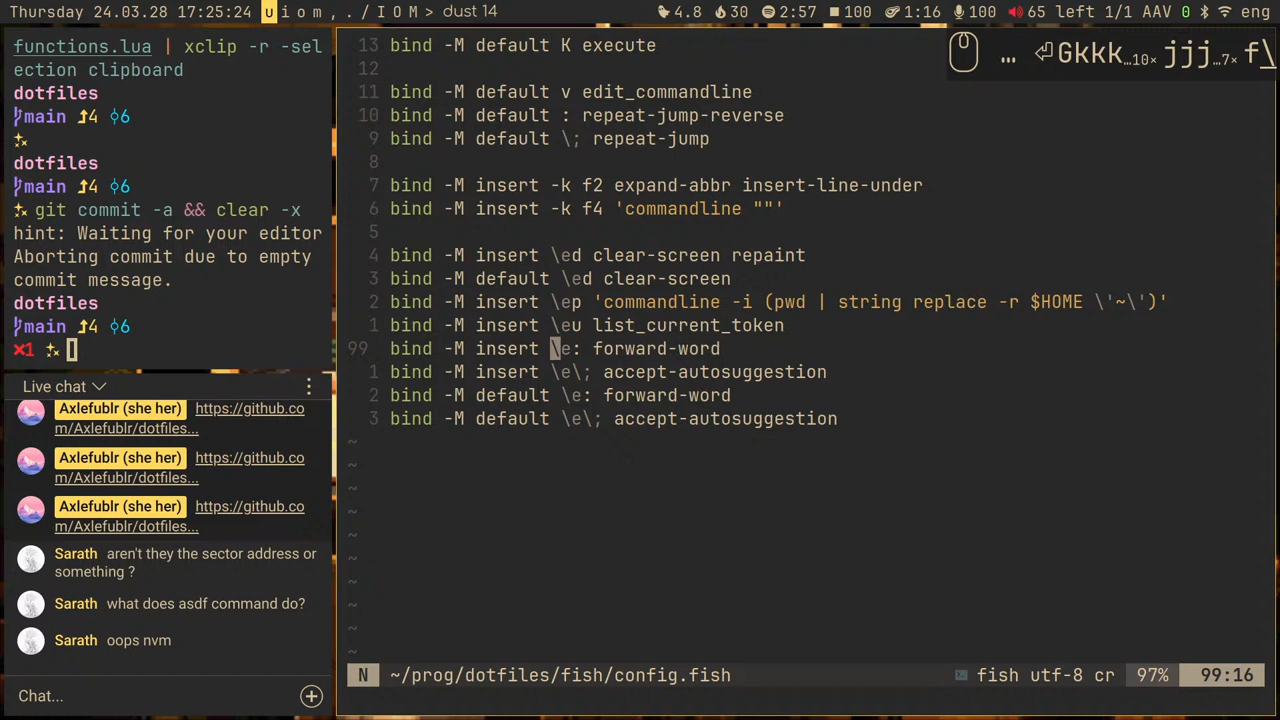 Thursday 24.03.28 17:25:24 u i o m , . / I O M > dust 14 4.8 30 2:57 100 1:16 100 65 left 1/1 AAV 0 eng
functions.lua | xclip -r -sel
ection clipboard
dotfiles
main 4 6
dotfiles
main 4 6
git commit -a && clear -x
hint: Waiting for your editor
Aborting commit due to empty
commit message.
dotfiles
main 4 6
×1
Live chat
Axlefublr (she her) https://github.co
m/Axlefublr/dotfiles...
Axlefublr (she her) https://github.co
m/Axlefublr/dotfiles...
Axlefublr (she her) https://github.co
m/Axlefublr/dotfiles...
Sarath aren't they the sector address or
something ?
Sarath what does asdf command do?
Sarath oops nvm
Chat...
13 bind -M default K execute
12
11 bind -M default v edit_commandline
10 bind -M default : repeat-jump-reverse
9 bind -M default \; repeat-jump
8
7 bind -M insert -k f2 expand-abbr insert-line-under
6 bind -M insert -k f4 'commandline ""'
5
4 bind -M insert \ed clear-screen repaint
3 bind -M default \ed clear-screen
2 bind -M insert \ep 'commandline -i (pwd | string replace -r $HOME \'~\')'
1 bind -M insert \eu list_current_token
99 bind -M insert \e: forward-word
1 bind -M insert \e\; accept-autosuggestion
2 bind -M default \e: forward-word
3 bind -M default \e\; accept-autosuggestion
~
~
~
~
~
~
~
~
~
~
N ~/prog/dotfiles/fish/config.fish fish utf-8 cr 97% 99:16
… ⏎Gkkk…10× jjj…7× f\